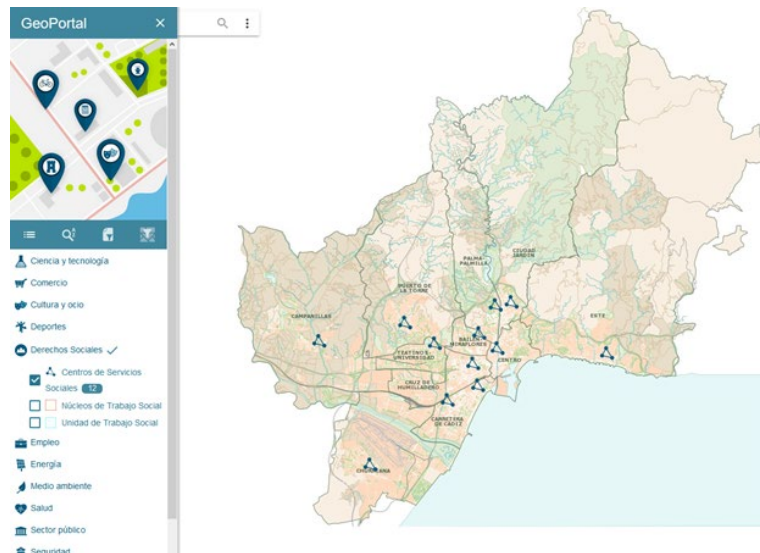 GeoPortal
Ciencia y tecnología
Comercio
Cultura y ocio
Deportes
Derechos Sociales
Centros de Servicios
Sociales 12
Núcleos de Trabajo Social
Unidad de Trabajo Social
Empleo
Energía
Medio ambiente
Salud
Sector público
Seguridad
CIUDAD
JARDIN
PALMA
PALMILLA
PUERTO DE
LA TORRE
CAMPANILLAS
ESTE
BAILEN
MIRAFLORES
TEATINOS
UNIVERSIDAD
CENTRO
CRUZ DE
HUMILLADERO
CARRETERA
DE CADIZ
CHURRIANA